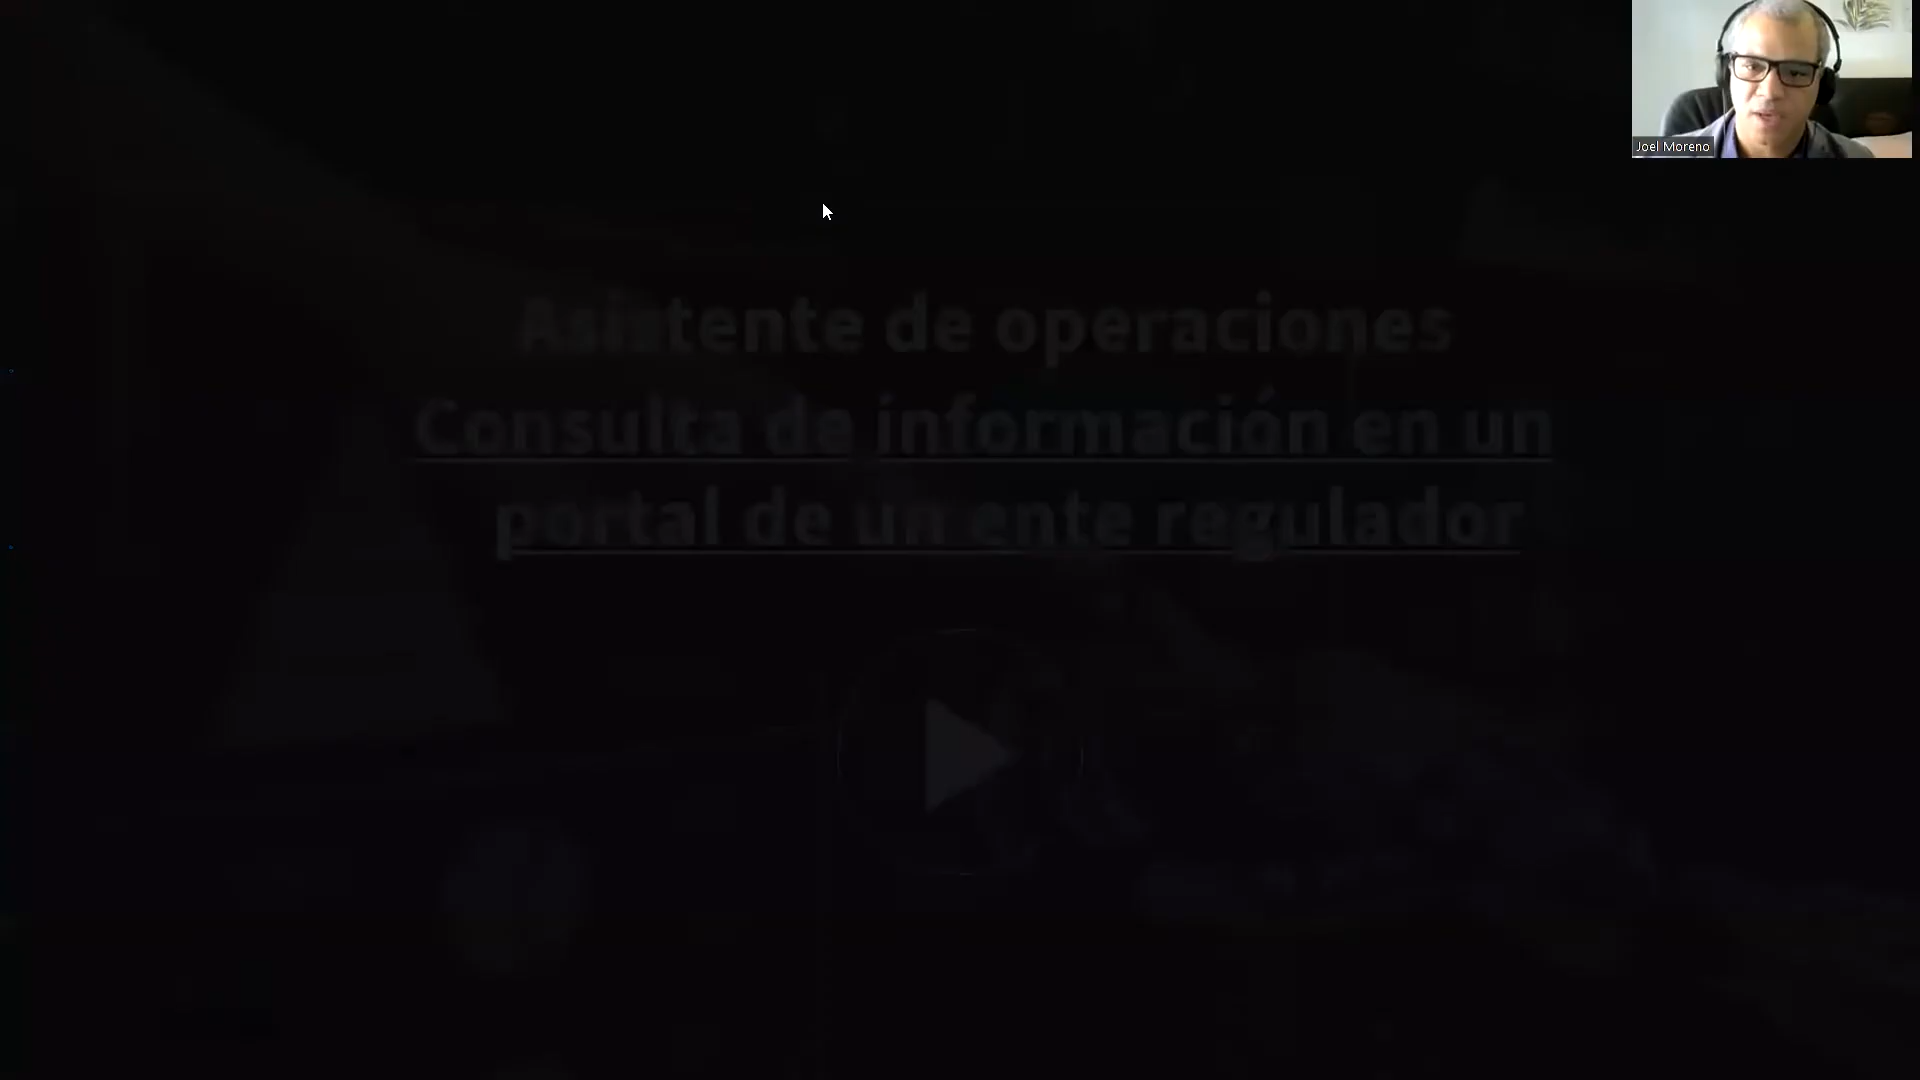 Joel Moreno
Asistente de operaciones
Consulta de información en un
portal de un ente regulador